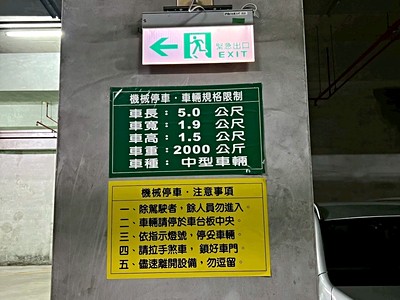 緊急出口
EXIT
機械停車．車輛規格限制
車長：5.0 公尺
車寬：1.9 公尺
車高：1.5 公尺
車重：2000 公斤
車種：中型車輛
機械停車，注意事項
一、除駕駛者，餘人員勿進入。
二、車輛請停於車台板中央。
三、依指示燈號，停妥車輛。
四、請拉手煞車，鎖好車門。
五、儘速離開設備，勿逗留。